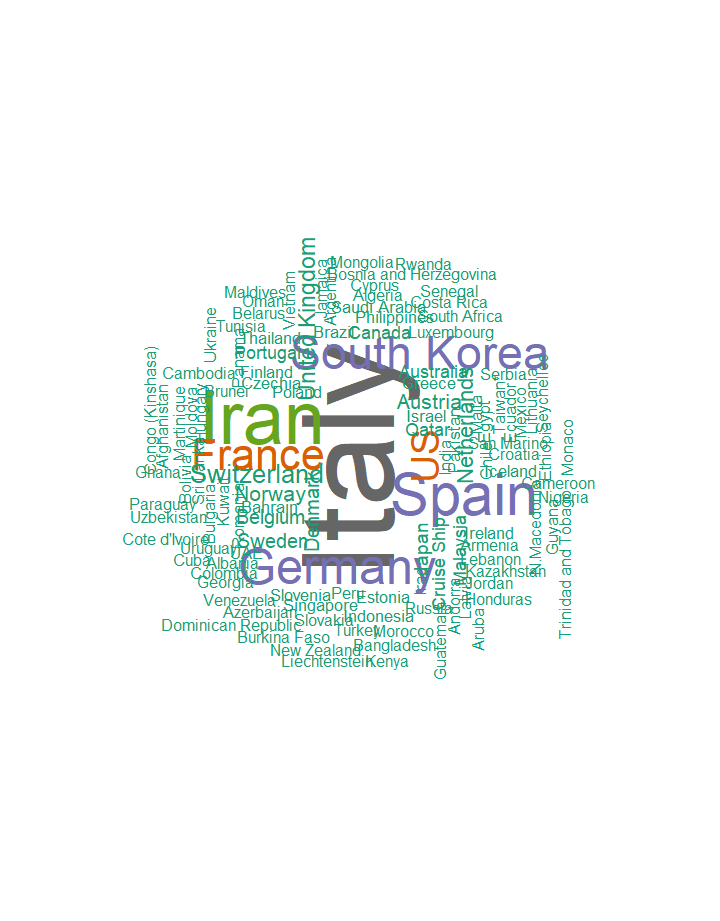 United Kingdom
Mongolia
Rwanda
Jamaica
Argentina
Bosnia and Herzegovina
Vietnam
Cyprus
Maldives
Algeria
Senegal
Oman
Saudi Arabia
Costa Rica
Belarus
Philippines
South Africa
Ukraine
Tunisia
Brazil
Canada
Luxembourg
Thailand
Panama
Portugal
South Korea
Cambodia
Finland
Australia
Serbia
Seychelles
Congo (Kinshasa)
Czechia
Greece
Brunei
Poland
Italy
Austria
Netherlands
Taiwan
Ecuador
Mexico
Lithuania
Afghanistan
Martinique
Moldova
Iran
Israel
Pakistan
Egypt
Qatar
San Marino
Monaco
France
US
India
Chile
Croatia
Ethiopia
Ghana
Bolivia
Switzerland
Iceland
Cameroon
Norway
Spain
Nigeria
Kuwait
Paraguay
Bahrain
Denmark
Uzbekistan
Bulgaria
Romania
Belgium
N.Macedonia
Guyana
Trinidad and Tobago
Cote d'Ivoire
Sweden
Japan
Cruise Ship
Malaysia
Ireland
Uruguay
UAE
Armenia
Cuba
Albania
Germany
Lebanon
Colombia
Kazakhstan
Georgia
Jordan
Slovenia
Peru
Estonia
Andorra
Latvia
Honduras
Venezuela
Singapore
Russia
Azerbaijan
Indonesia
Aruba
Dominican Republic
Slovakia
Turkey
Morocco
Guatemala
Burkina Faso
Bangladesh
New Zealand
Liechtenstein
Kenya